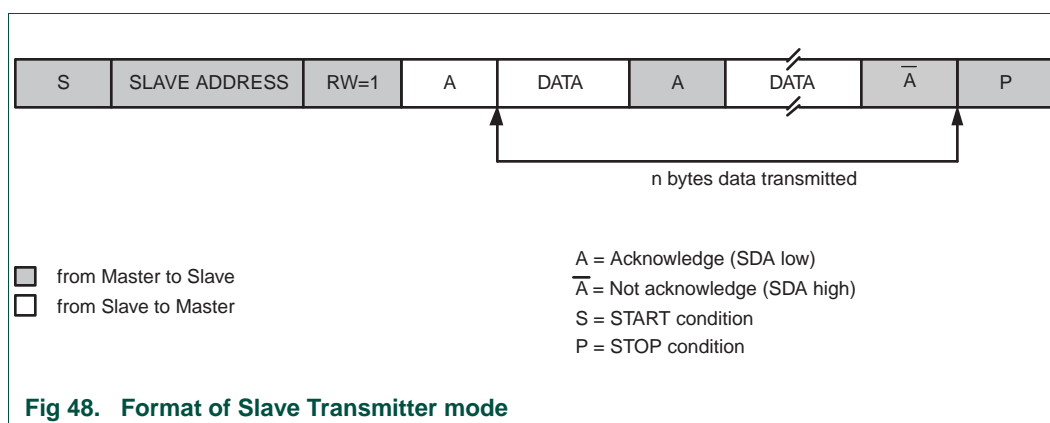 S SLAVE ADDRESS RW=1 A DATA A DATA A̅ P
n bytes data transmitted
from Master to Slave
from Slave to Master
A = Acknowledge (SDA low)
A̅ = Not acknowledge (SDA high)
S = START condition
P = STOP condition
Fig 48. Format of Slave Transmitter mode